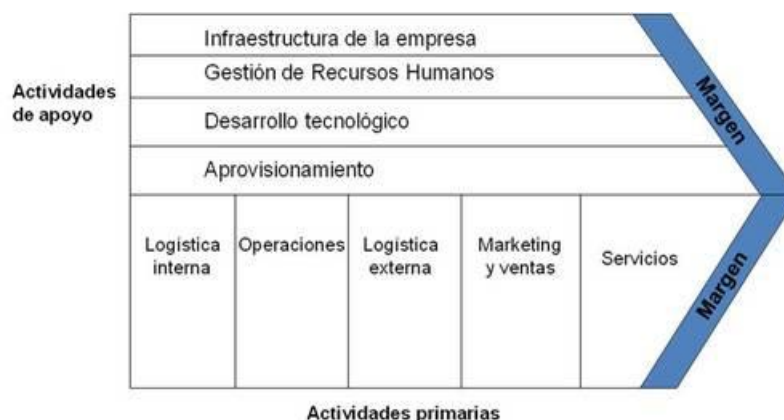 Infraestructura de la empresa
Gestión de Recursos Humanos
Actividades
de apoyo
Desarrollo tecnológico
Aprovisionamiento
Margen
Logística
interna
Operaciones
Logística
externa
Marketing
y ventas
Servicios
Margen
Actividades primarias